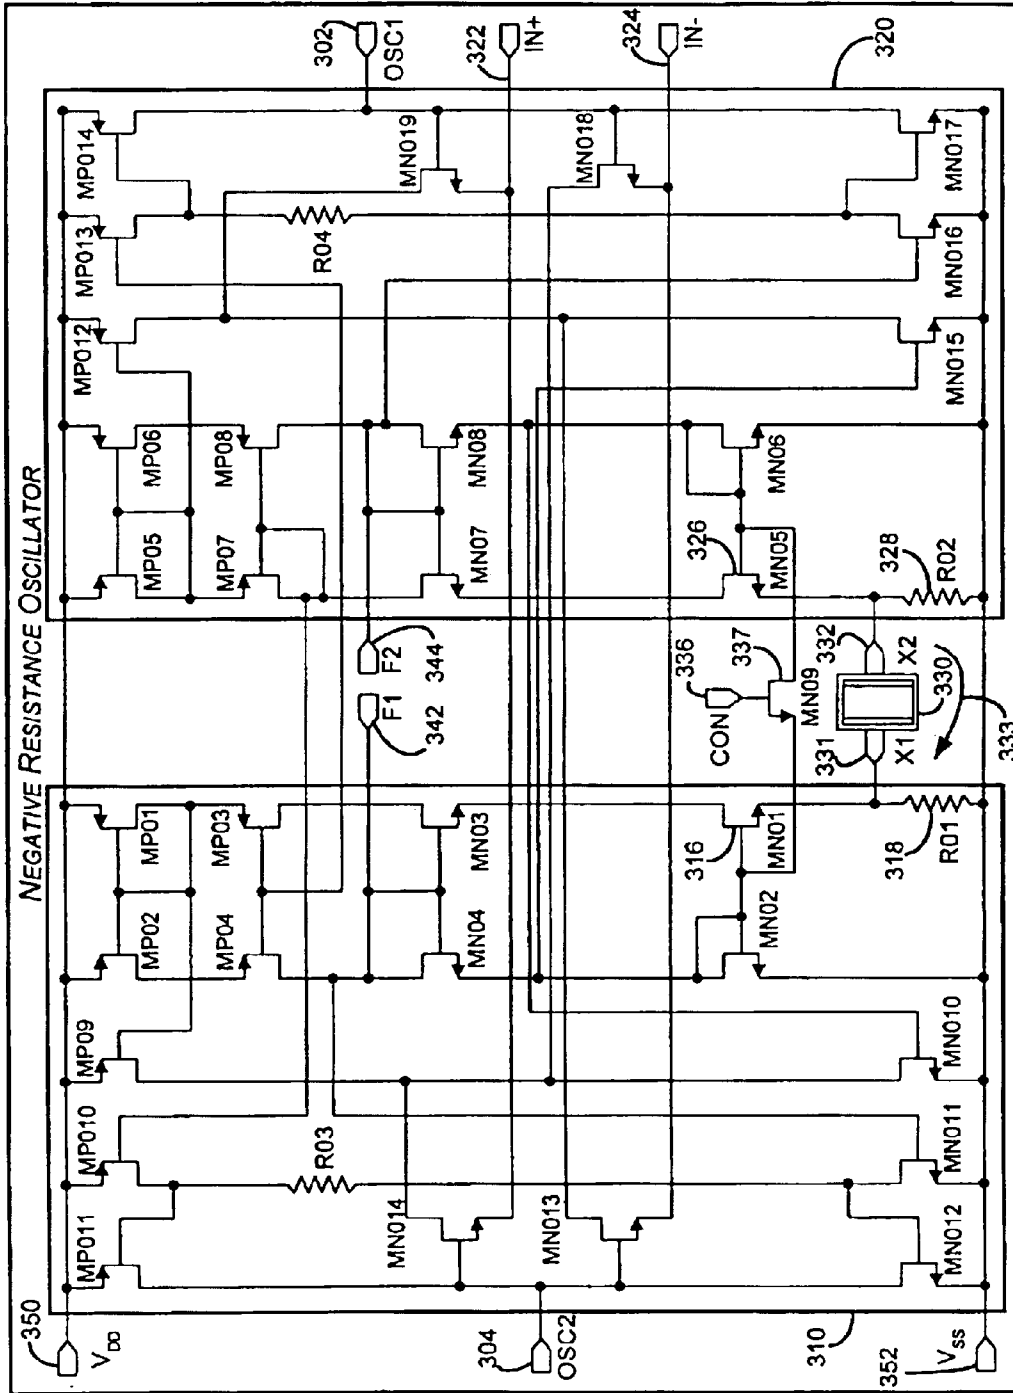 NEGATIVE RESISTANCE OSCILLATOR
350
V_DD
MP011
MP010
MP09
MP02
MP01
MP04
MP03
R03
MN014
MN013
304
OSC2
310
MN012
MN011
MN010
MN04
MN03
MN02
MN01
316
318
R01
352
V_SS
F1
342
F2
344
CON
336
337
MN09
331
X1
332
X2
330
333
MP05
MP06
MP07
MP08
MN07
MN08
326
MN05
MN06
328
R02
MP012
MP013
MP014
R04
MN019
MN018
MN015
MN016
MN017
302
OSC1
322
IN+
324
IN-
320